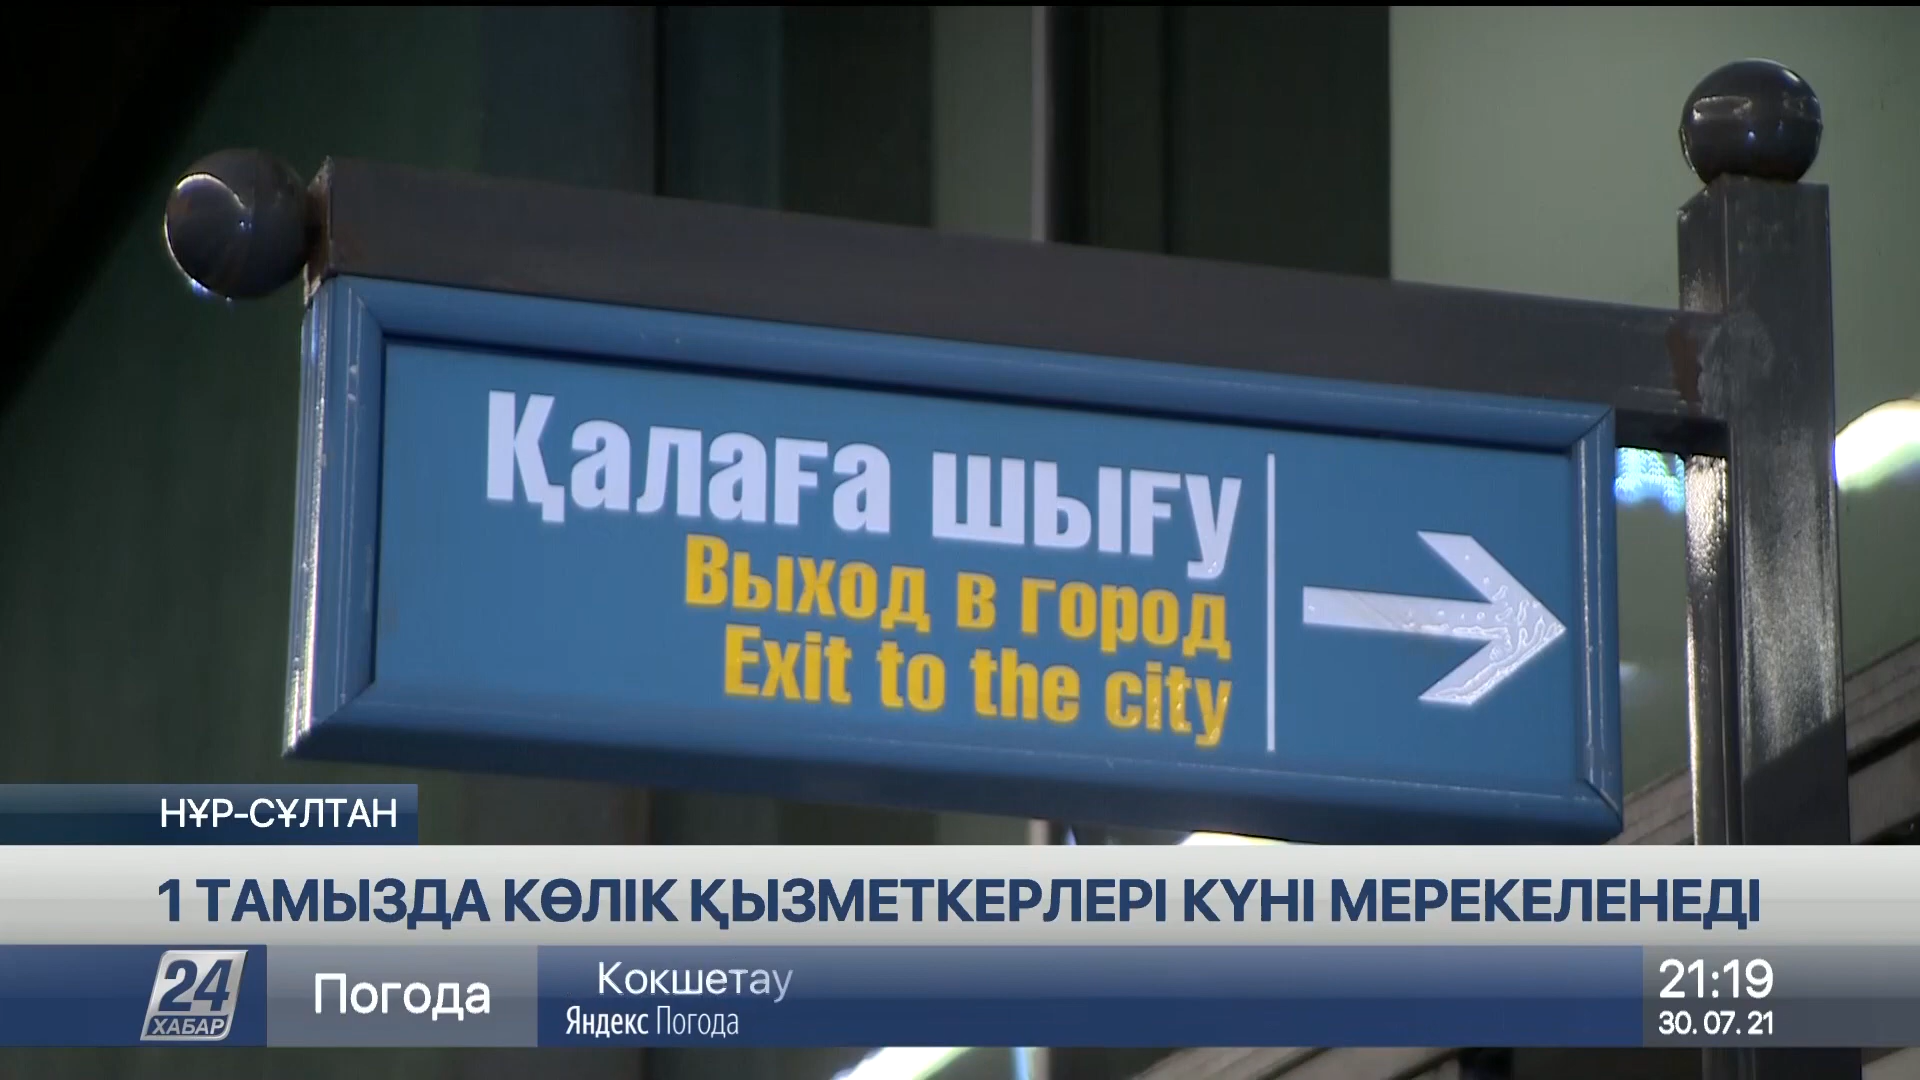 Қалаға шығу
Выход в город
Exit to the city
НҰР-СҰЛТАН
1 ТАМЫЗДА КӨЛІК ҚЫЗМЕТКЕРЛЕРІ КҮНІ МЕРЕКЕЛЕНЕДІ
24
ХАБАР
Погода
Кокшетау
Яндекс Погода
21:19
30. 07. 21